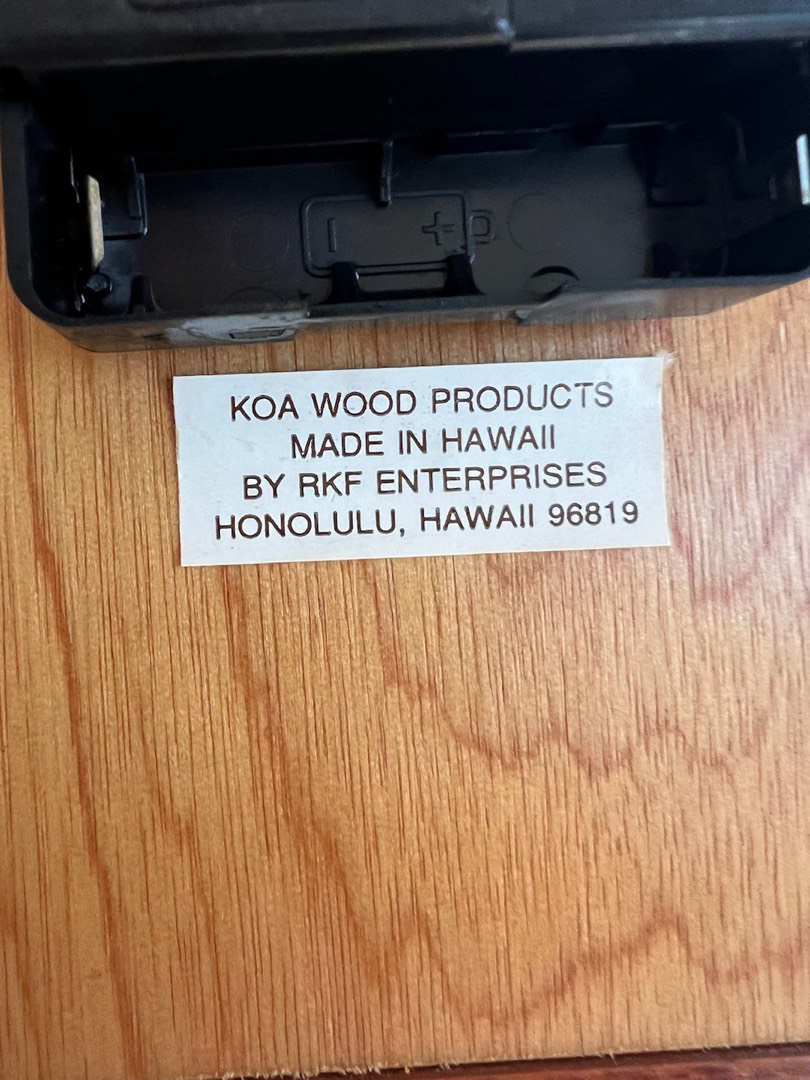 KOA WOOD PRODUCTS
MADE IN HAWAII
BY RKF ENTERPRISES
HONOLULU, HAWAII 96819